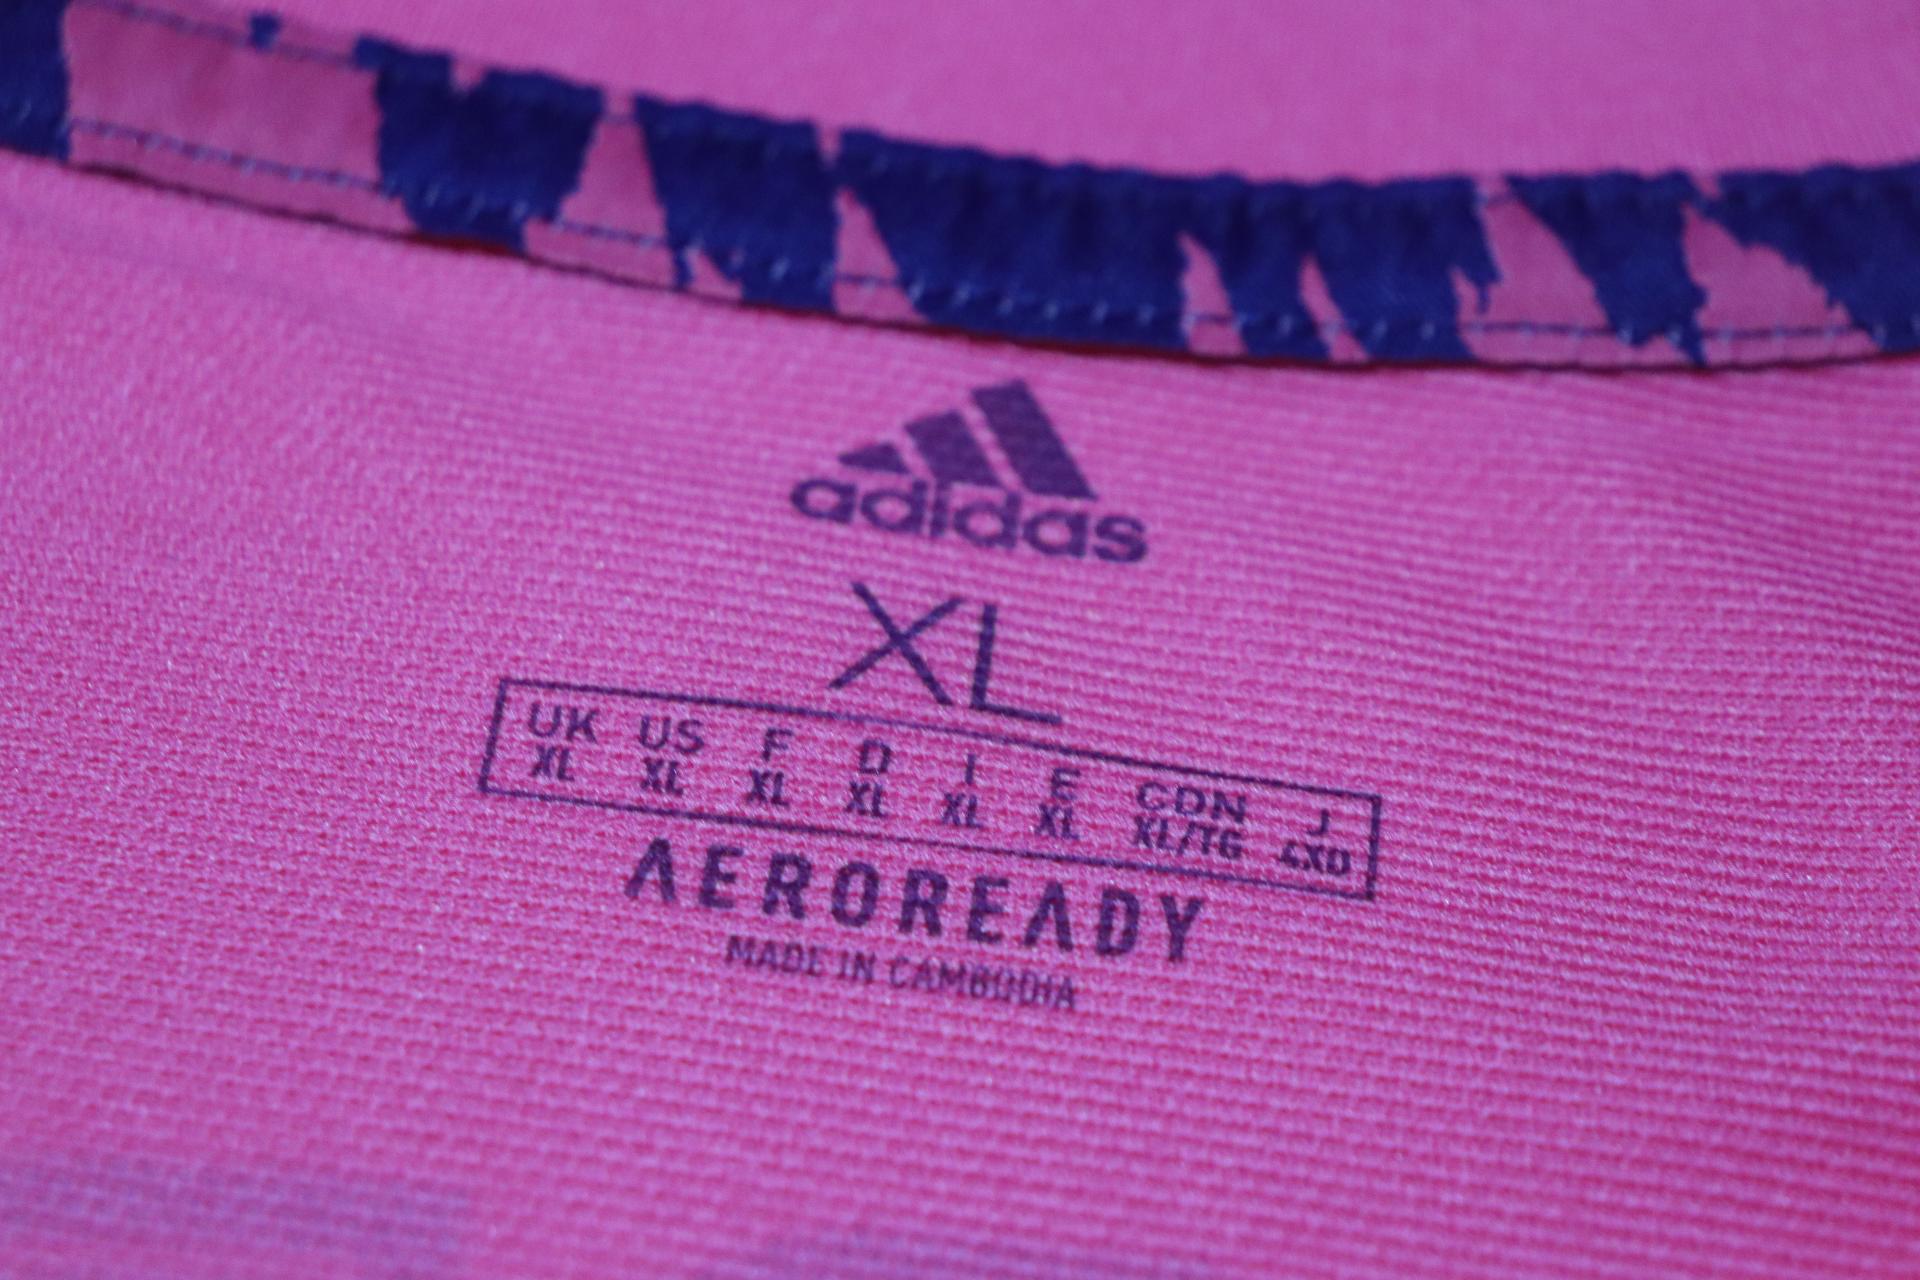 adidas
XL
UK US F D I E CDN J
XL XL XL XL XL XL XL/TG 4XO
AEROREADY
MADE IN CAMBODIA